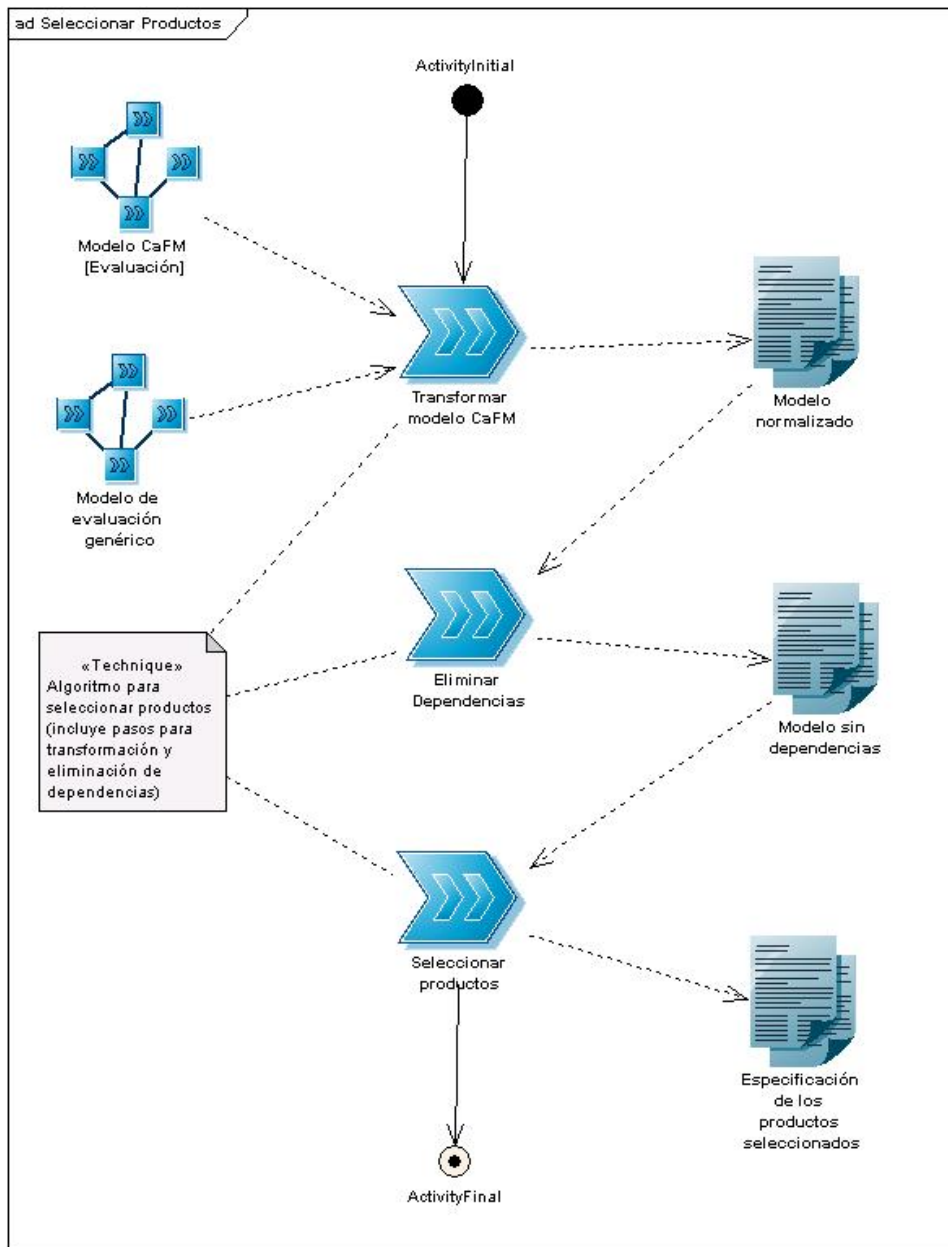 ad Seleccionar Productos
ActivityInitial
Modelo CaFM
[Evaluación]
Transformar
modelo CaFM
Modelo
normalizado
Modelo de
evaluación
genérico
«Technique»
Algoritmo para
seleccionar productos
(incluye pasos para
transformación y
eliminación de
dependencias)
Eliminar
Dependencias
Modelo sin
dependencias
Seleccionar
productos
Especificación
de los
productos
seleccionados
ActivityFinal